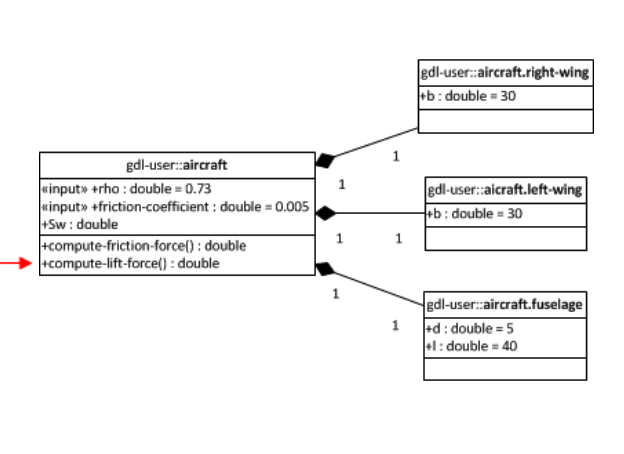 gdl-user::aircraft.right-wing
+b : double = 30
1
gdl-user::aircraft
1
«input» +rho : double = 0.73
«input» +friction-coefficient : double = 0.005
+Sw : double
gdl-user::aicraft.left-wing
+b : double = 30
1
1
+compute-friction-force() : double
+compute-lift-force() : double
1
gdl-user::aircraft.fuselage
1
+d : double = 5
+l : double = 40